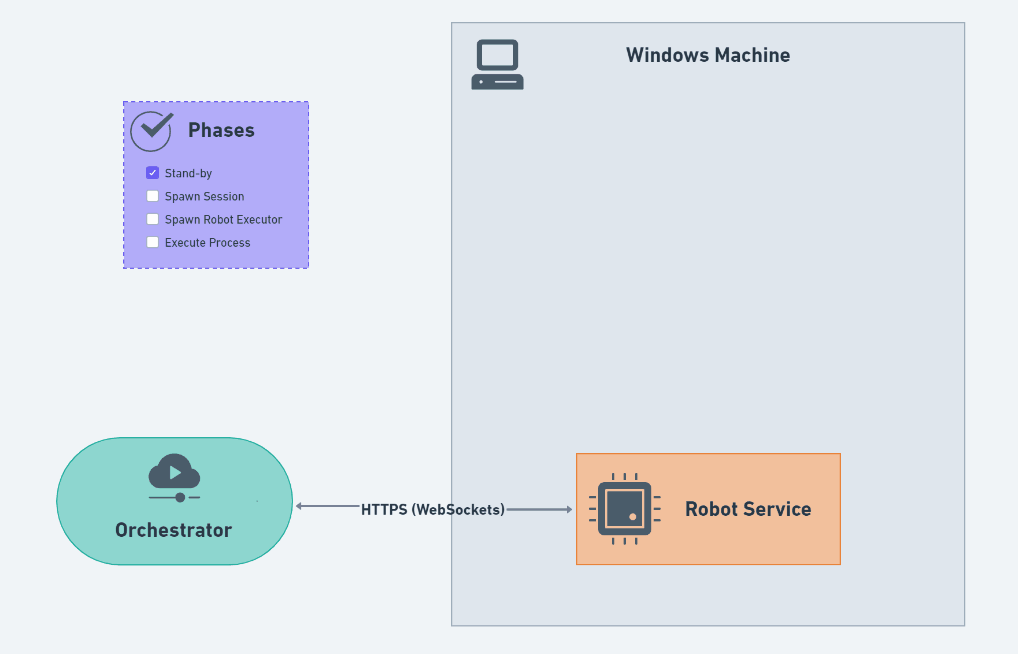 Windows Machine
Phases
Stand-by
Spawn Session
Spawn Robot Executor
Execute Process
HTTPS (WebSockets)
Robot Service
Orchestrator